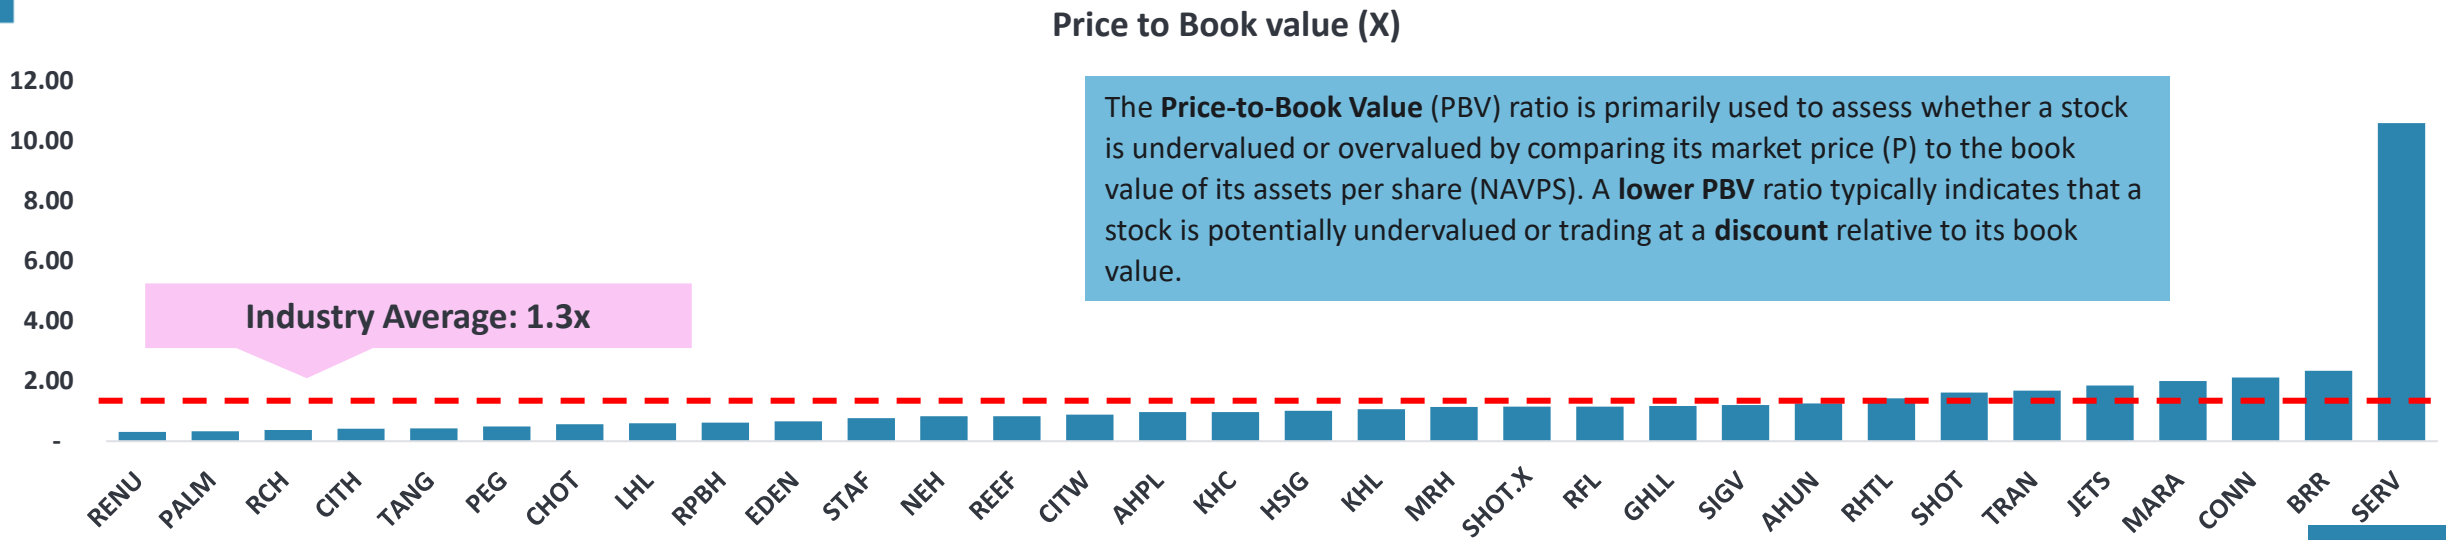 Price to Book value (X)
12.00
10.00
8.00
6.00
4.00
2.00
-
The Price-to-Book Value (PBV) ratio is primarily used to assess whether a stock
is undervalued or overvalued by comparing its market price (P) to the book
value of its assets per share (NAVPS). A lower PBV ratio typically indicates that a
stock is potentially undervalued or trading at a discount relative to its book
value.
Industry Average: 1.3x
RENU
PALM
RCH
CITH
TANG
PEG
CHOT
LHL
RPBH
EDEN
STAF
NEH
REEF
CITW
AHPL
KHC
HSIG
KHL
MRH
SHOT.X
RFL
GHLL
SIGV
AHUN
RHTL
SHOT
TRAN
JETS
MARA
CONN
BRR
SERV